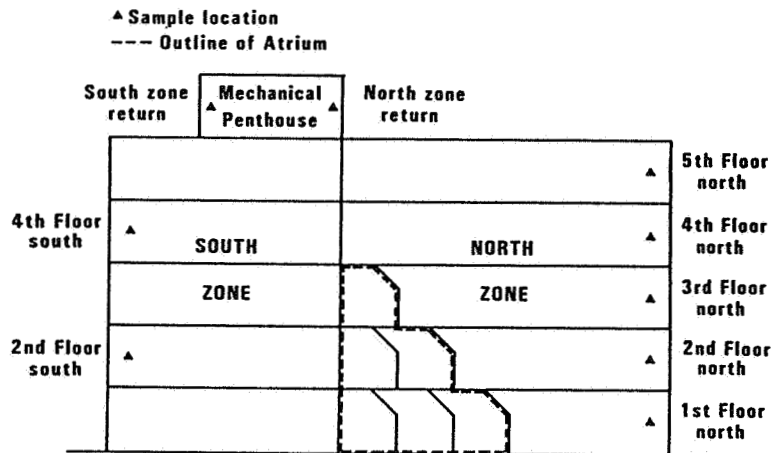 Sample location
Outline of Atrium
South zone
return
Mechanical
Penthouse
North zone
return
5th Floor
north
4th Floor
south
SOUTH
NORTH
4th Floor
north
ZONE
ZONE
3rd Floor
north
2nd Floor
south
2nd Floor
north
1st Floor
north